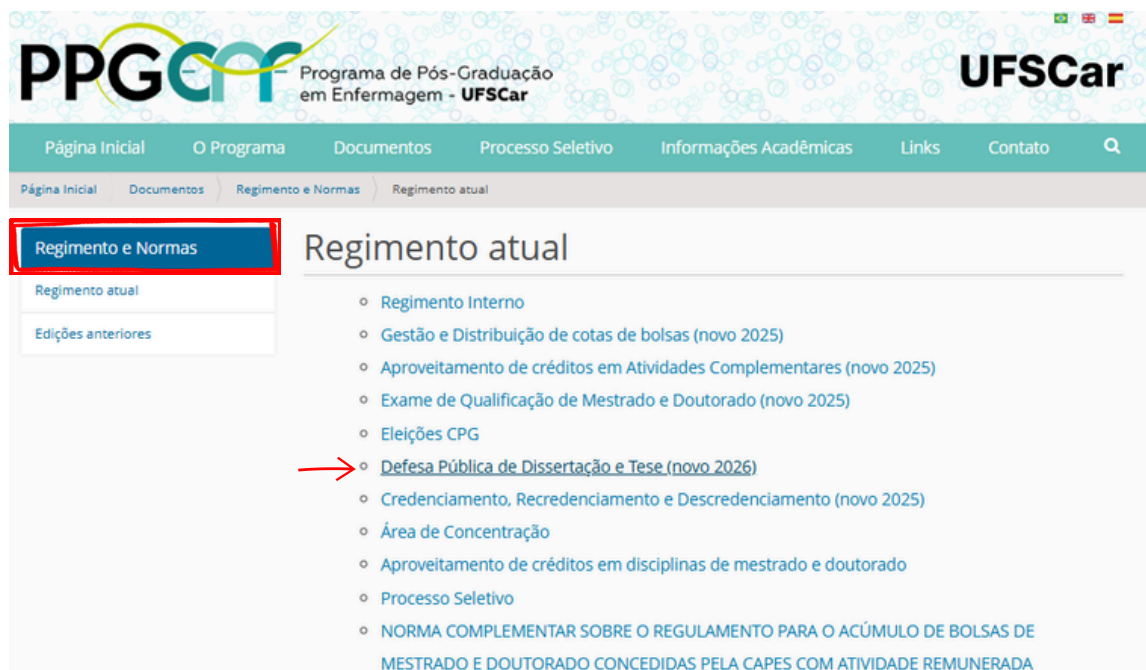 PPGEnf
Programa de Pós-Graduação
em Enfermagem - UFSCar
UFSCar
Página Inicial O Programa Documentos Processo Seletivo Informações Acadêmicas Links Contato
Página Inicial Documentos Regimento e Normas Regimento atual
Regimento e Normas
Regimento atual
Edições anteriores
Regimento atual
Regimento Interno
Gestão e Distribuição de cotas de bolsas (novo 2025)
Aproveitamento de créditos em Atividades Complementares (novo 2025)
Exame de Qualificação de Mestrado e Doutorado (novo 2025)
Eleições CPG
Defesa Pública de Dissertação e Tese (novo 2026)
Credenciamento, Recredenciamento e Descredenciamento (novo 2025)
Área de Concentração
Aproveitamento de créditos em disciplinas de mestrado e doutorado
Processo Seletivo
NORMA COMPLEMENTAR SOBRE O REGULAMENTO PARA O ACÚMULO DE BOLSAS DE
MESTRADO E DOUTORADO CONCEDIDAS PELA CAPES COM ATIVIDADE REMUNERADA